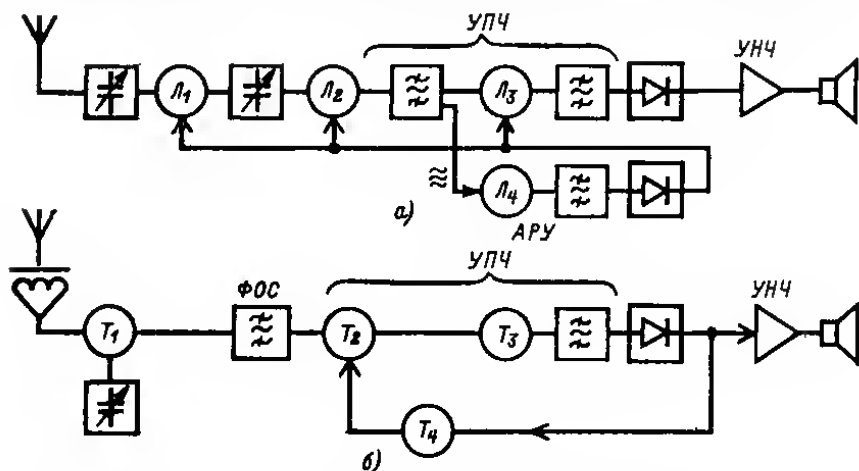 УПЧ
УНЧ
Л₁
Л₂
Л₃
Л₄
а)
АРУ
УПЧ
ФОС
УНЧ
Т₁
Т₂
Т₃
Т₄
б)